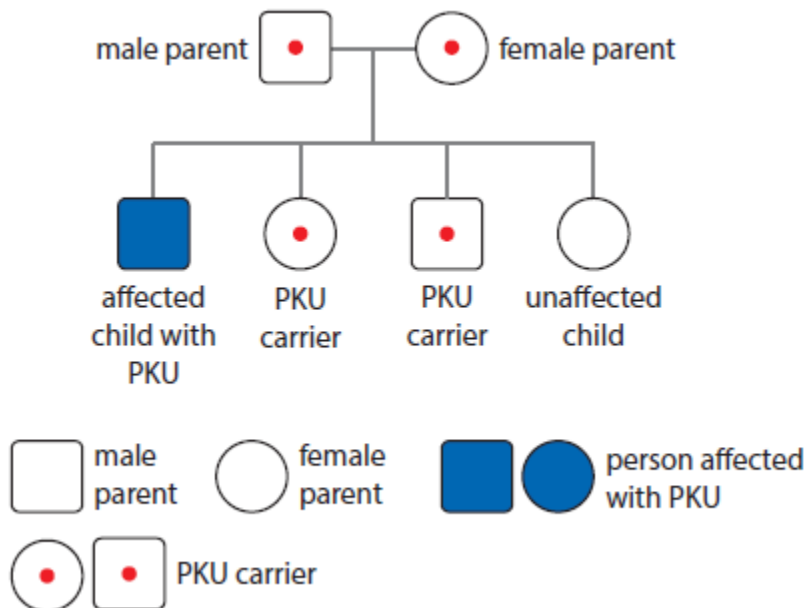 male parent
female parent
affected
child with
PKU
PKU
carrier
PKU
carrier
unaffected
child
male
parent
female
parent
person affected
with PKU
PKU carrier